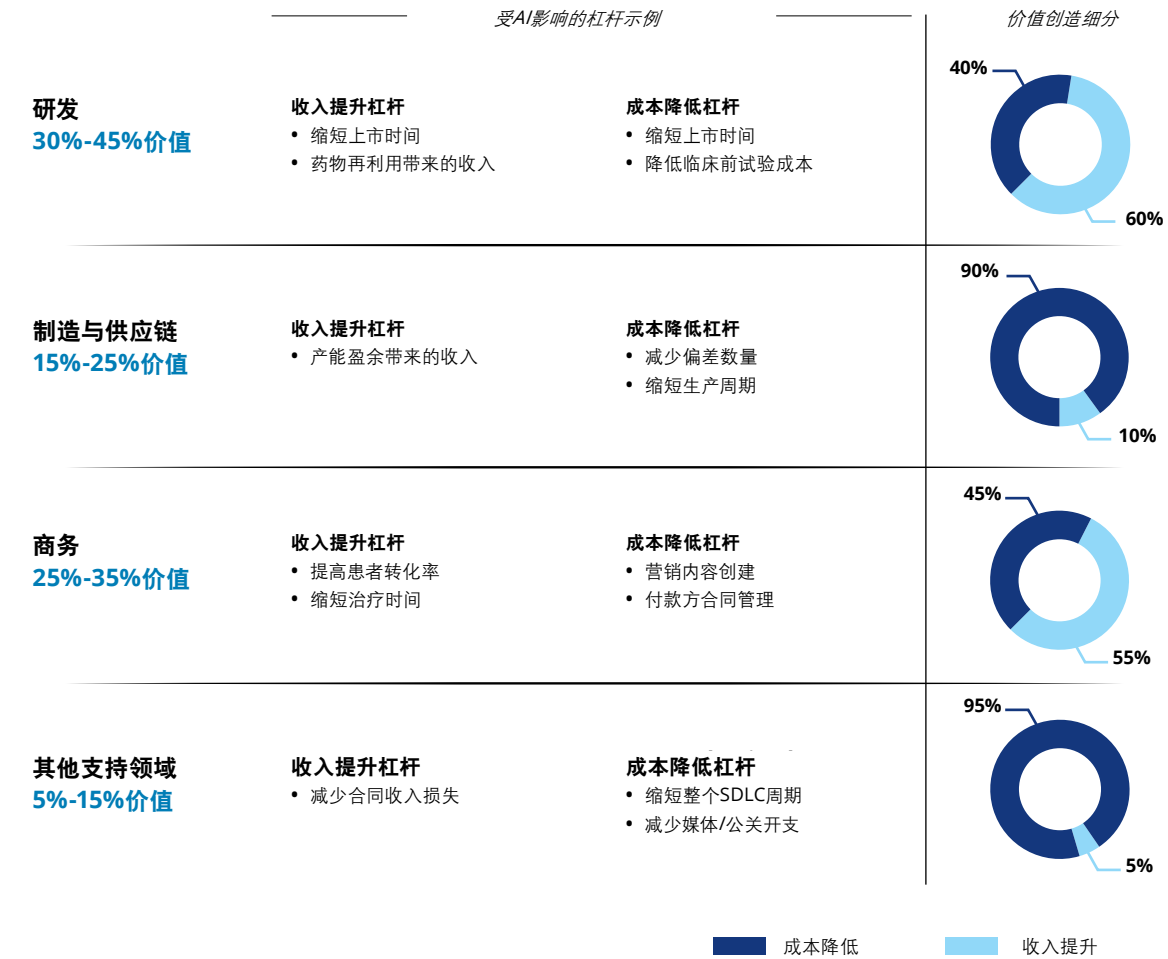 受AI影响的杠杆示例
价值创造细分
研发
30%-45%价值
收入提升杠杆
• 缩短上市时间
• 药物再利用带来的收入
成本降低杠杆
• 缩短上市时间
• 降低临床前试验成本
40%
60%
制造与供应链
15%-25%价值
收入提升杠杆
• 产能盈余带来的收入
成本降低杠杆
• 减少偏差数量
• 缩短生产周期
90%
10%
商务
25%-35%价值
收入提升杠杆
• 提高患者转化率
• 缩短治疗时间
成本降低杠杆
• 营销内容创建
• 付款方合同管理
45%
55%
其他支持领域
5%-15%价值
收入提升杠杆
• 减少合同收入损失
成本降低杠杆
• 缩短整个SDLC周期
• 减少媒体/公关开支
95%
5%
成本降低
收入提升